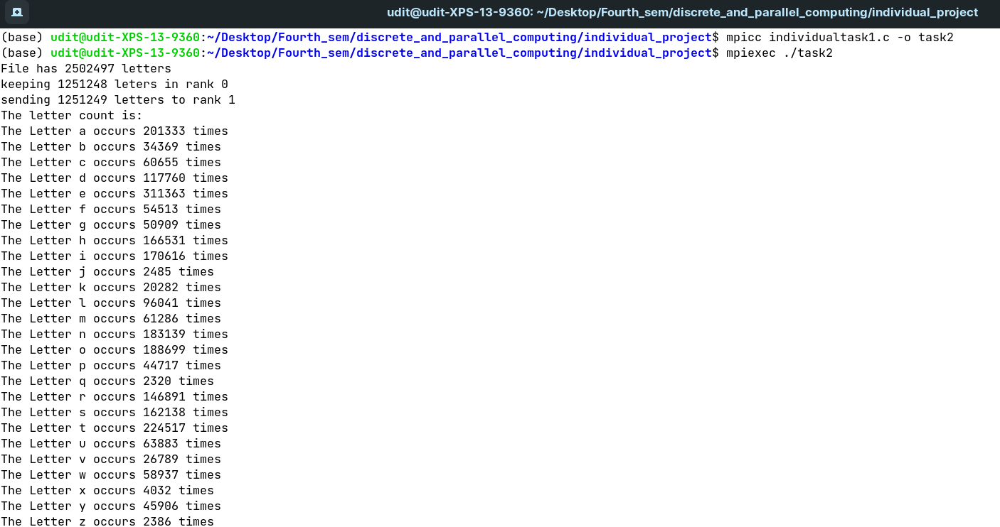 udit@udit-XPS-13-9360: ~/Desktop/Fourth_sem/discrete_and_parallel_computing/individual_project
(base) udit@udit-XPS-13-9360:~/Desktop/Fourth_sem/discrete_and_parallel_computing/individual_project$ mpicc individualtask1.c -o task2
(base) udit@udit-XPS-13-9360:~/Desktop/Fourth_sem/discrete_and_parallel_computing/individual_project$ mpiexec ./task2
File has 2502497 letters
keeping 1251248 leters in rank 0
sending 1251249 letters to rank 1
The letter count is:
The Letter a occurs 201333 times
The Letter b occurs 34369 times
The Letter c occurs 60655 times
The Letter d occurs 117760 times
The Letter e occurs 311363 times
The Letter f occurs 54513 times
The Letter g occurs 50909 times
The Letter h occurs 166531 times
The Letter i occurs 170616 times
The Letter j occurs 2485 times
The Letter k occurs 20282 times
The Letter l occurs 96041 times
The Letter m occurs 61286 times
The Letter n occurs 183139 times
The Letter o occurs 188699 times
The Letter p occurs 44717 times
The Letter q occurs 2320 times
The Letter r occurs 146891 times
The Letter s occurs 162138 times
The Letter t occurs 224517 times
The Letter u occurs 63883 times
The Letter v occurs 26789 times
The Letter w occurs 58937 times
The Letter x occurs 4032 times
The Letter y occurs 45906 times
The Letter z occurs 2386 times